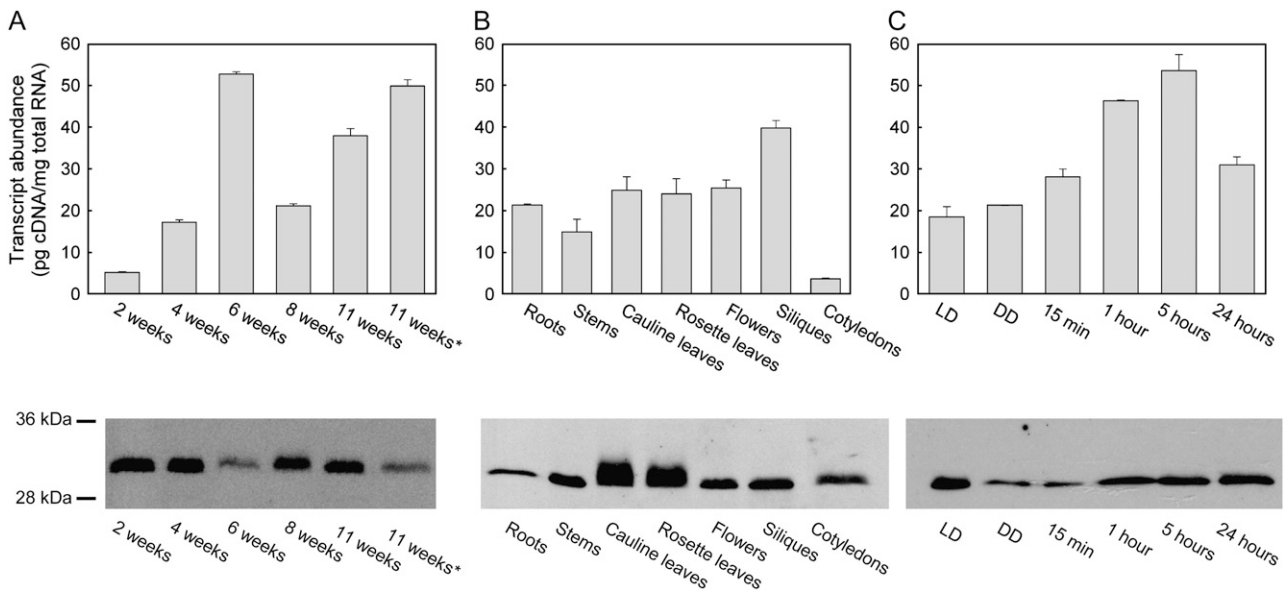 A
B
C
Transcript abundance
(pg cDNA/mg total RNA)
60
50
40
30
20
10
0
2 weeks
4 weeks
6 weeks
8 weeks
11 weeks
11 weeks*
60
50
40
30
20
10
0
Roots
Stems
Cauline leaves
Rosette leaves
Flowers
Siliques
Cotyledons
60
50
40
30
20
10
0
LD
DD
15 min
1 hour
5 hours
24 hours
36 kDa
28 kDa
2 weeks
4 weeks
6 weeks
8 weeks
11 weeks
11 weeks*
Roots
Stems
Cauline leaves
Rosette leaves
Flowers
Siliques
Cotyledons
LD
DD
15 min
1 hour
5 hours
24 hours